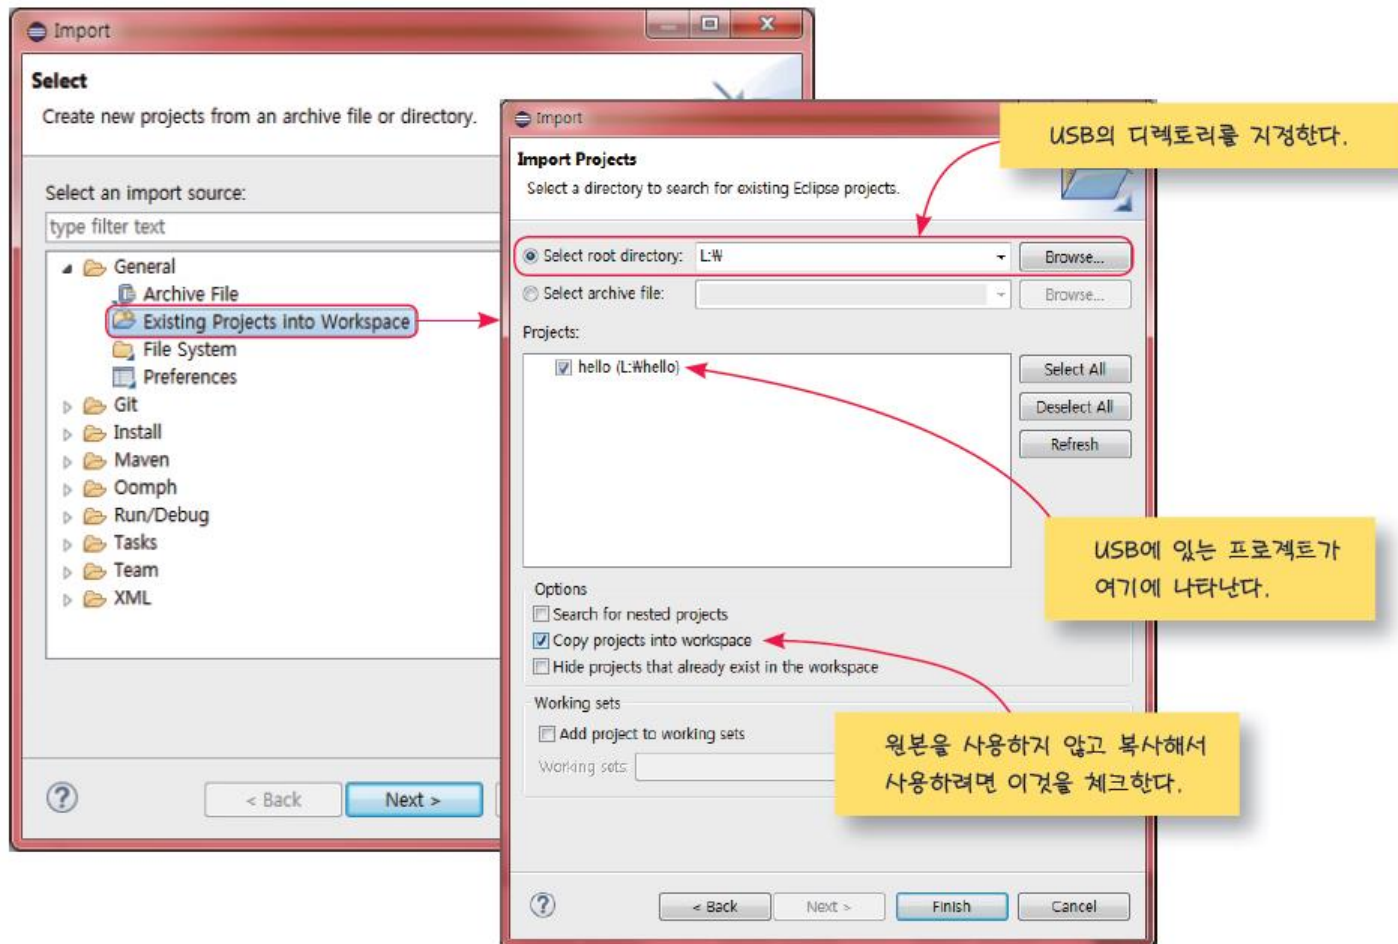 Import
Select
Create new projects from an archive file or directory.
Select an import source:
type filter text
General
Archive File
Existing Projects into Workspace
File System
Preferences
Git
Install
Maven
Oomph
Run/Debug
Tasks
Team
XML
< Back
Next >
Import
USB의 디렉토리를 지정한다.
Import Projects
Select a directory to search for existing Eclipse projects.
Select root directory:
L:₩
Browse...
Select archive file:
Browse...
Projects:
hello (L:₩hello)
Select All
Deselect All
Refresh
USB에 있는 프로젝트가
여기에 나타난다.
Options
Search for nested projects
Copy projects into workspace
Hide projects that already exist in the workspace
Working sets
Add project to working sets
Working sets:
원본을 사용하지 않고 복사해서
사용하려면 이것을 체크한다.
< Back
Next >
Finish
Cancel